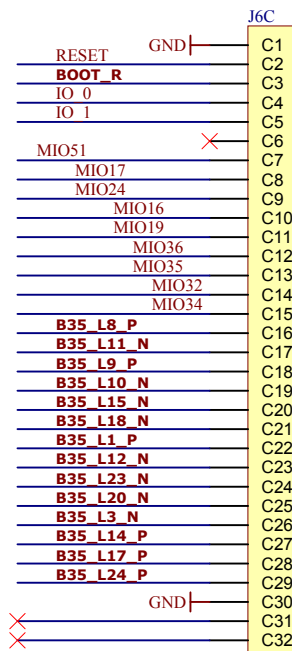 J6C
GND C1
RESET C2
BOOT_R C3
IO_0 C4
IO_1 C5
C6
MIO51 C7
MIO17 C8
MIO24 C9
MIO16 C10
MIO19 C11
MIO36 C12
MIO35 C13
MIO32 C14
MIO34 C15
B35_L8_P C16
B35_L11_N C17
B35_L9_P C18
B35_L10_N C19
B35_L15_N C20
B35_L18_N C21
B35_L1_P C22
B35_L12_N C23
B35_L23_N C24
B35_L20_N C25
B35_L3_N C26
B35_L14_P C27
B35_L17_P C28
B35_L24_P C29
GND C30
C31
C32